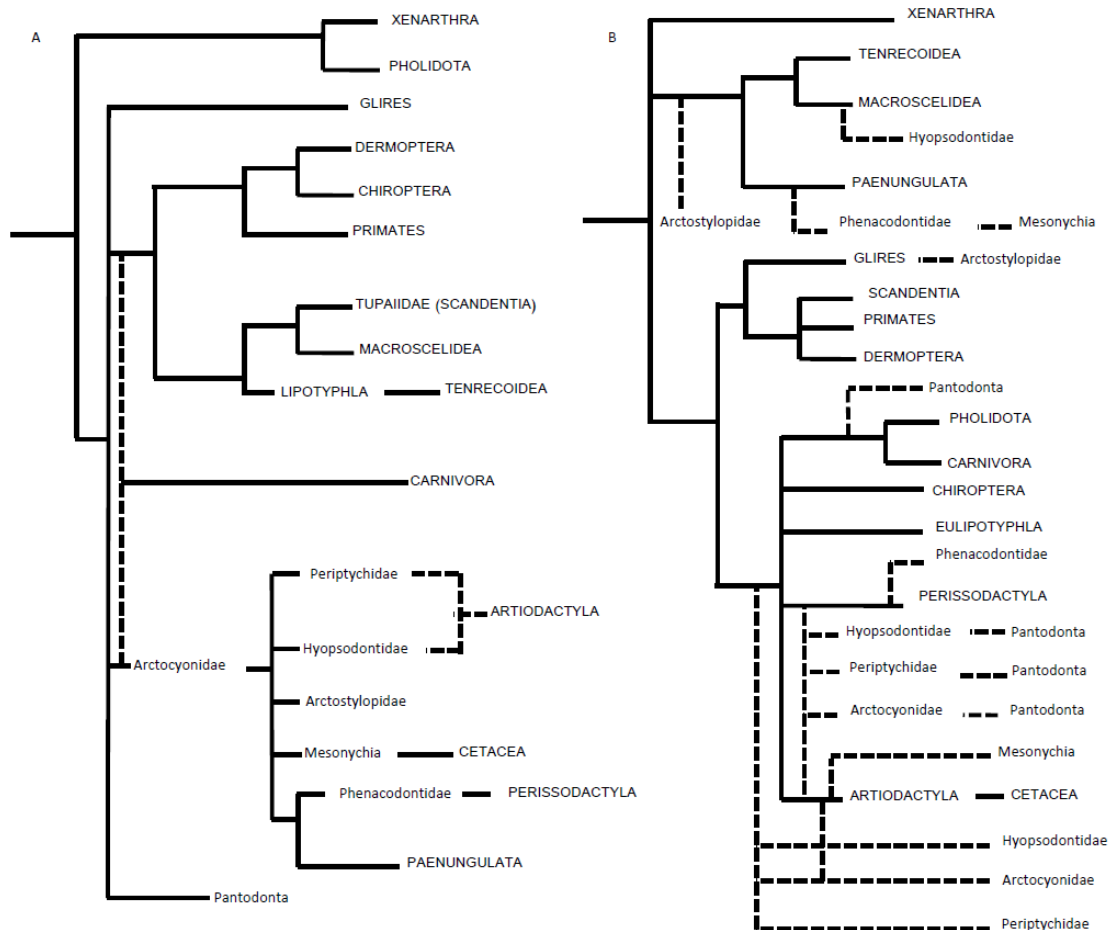 A
XENARTHRA
PHOLIDOTA
GLIRES
DERMOPTERA
CHIROPTERA
PRIMATES
TUPAIIDAE (SCANDENTIA)
MACROSCELIDEA
LIPOTYPHLA
TENRECOIDEA
CARNIVORA
Periptychidae
ARTIODACTYLA
Hyopsodontidae
Arctocyonidae
Arctostylopidae
Mesonychia
CETACEA
Phenacodontidae
PERISSODACTYLA
PAENUNGULATA
Pantodonta
B
XENARTHRA
TENRECOIDEA
MACROSCELIDEA
Hyopsodontidae
PAENUNGULATA
Arctostylopidae
Phenacodontidae
Mesonychia
GLIRES
Arctostylopidae
SCANDENTIA
PRIMATES
DERMOPTERA
Pantodonta
PHOLIDOTA
CARNIVORA
CHIROPTERA
EULIPOTYPHLA
Phenacodontidae
PERISSODACTYLA
Hyopsodontidae
Pantodonta
Periptychidae
Pantodonta
Arctocyonidae
Pantodonta
Mesonychia
ARTIODACTYLA
CETACEA
Hyopsodontidae
Arctocyonidae
Periptychidae